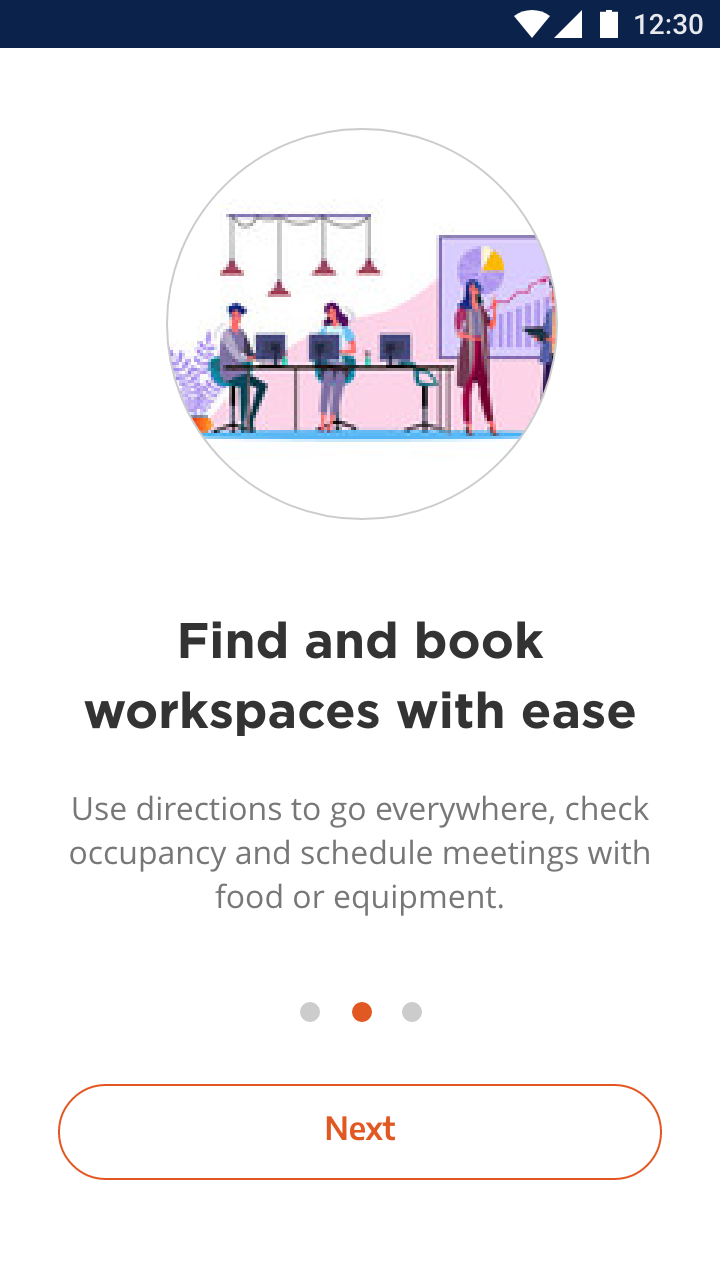 12:30
Find and book
workspaces with ease
Use directions to go everywhere, check
occupancy and schedule meetings with
food or equipment.
Next